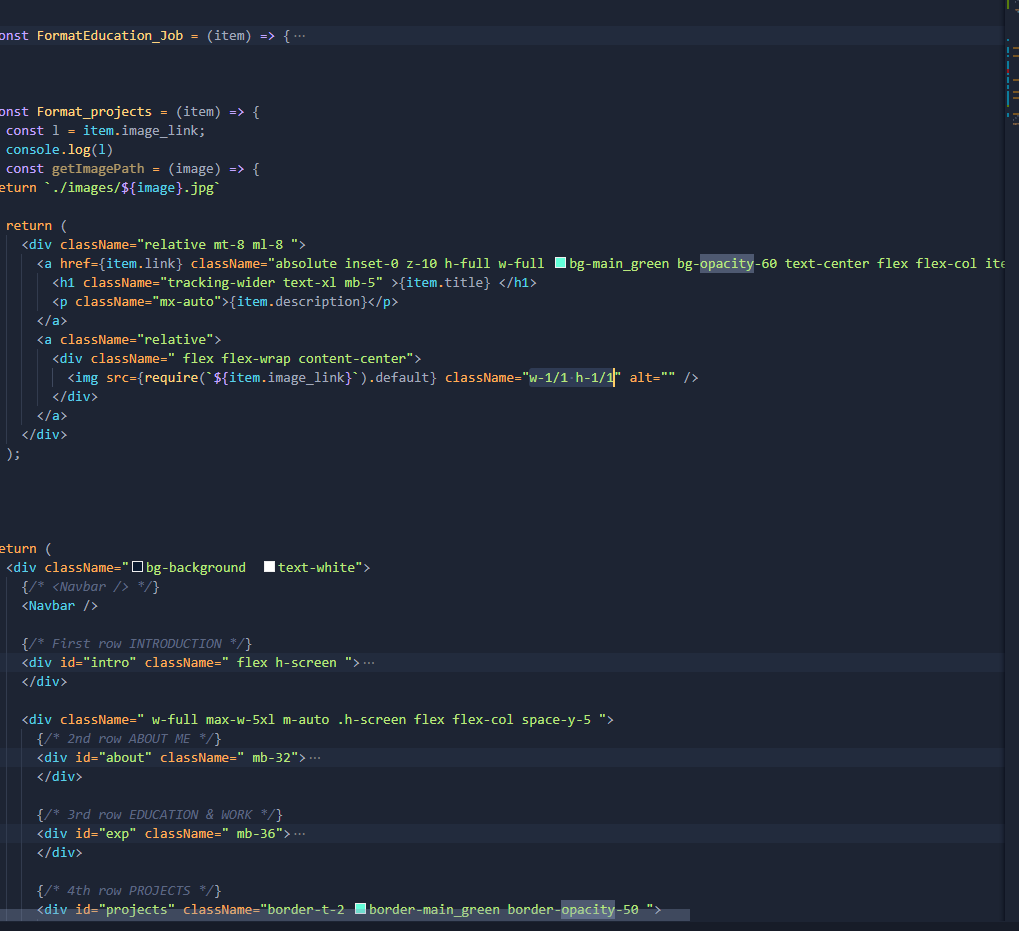 onst FormatEducation_Job = (item) => { ···
onst Format_projects = (item) => {
const l = item.image_link;
console.log(l)
const getImagePath = (image) => {
eturn `./images/${image}.jpg`
return (
<div className="relative mt-8 ml-8 ">
<a href={item.link} className="absolute inset-0 z-10 h-full w-full bg-main_green bg-opacity-60 text-center flex flex-col ite
<h1 className="tracking-wider text-xl mb-5" >{item.title} </h1>
<p className="mx-auto">{item.description}</p>
</a>
<a className="relative">
<div className=" flex flex-wrap content-center">
<img src={require(`${item.image_link}`).default} className="w-1/1 h-1/1" alt="" />
</div>
</a>
</div>
);
eturn (
<div className=" bg-background  text-white">
{/* <Navbar /> */}
<Navbar />
{/* First row INTRODUCTION */}
<div id="intro" className=" flex h-screen "> ···
</div>
<div className=" w-full max-w-5xl m-auto .h-screen flex flex-col space-y-5 ">
{/* 2nd row ABOUT ME */}
<div id="about" className=" mb-32"> ···
</div>
{/* 3rd row EDUCATION & WORK */}
<div id="exp" className=" mb-36"> ···
</div>
{/* 4th row PROJECTS */}
<div id="projects" className="border-t-2 border-main_green border-opacity-50 ">